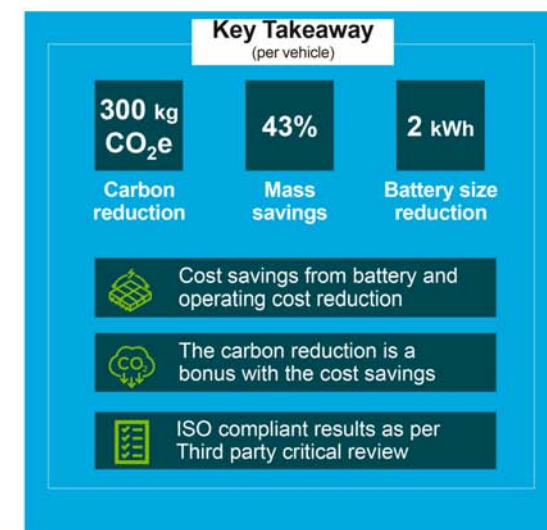 Key Takeaway
(per vehicle)
300 kg
CO₂e
43%
2 kWh
Carbon
reduction
Mass
savings
Battery size
reduction
Cost savings from battery and
operating cost reduction
CO₂
The carbon reduction is a
bonus with the cost savings
ISO compliant results as per
Third party critical review